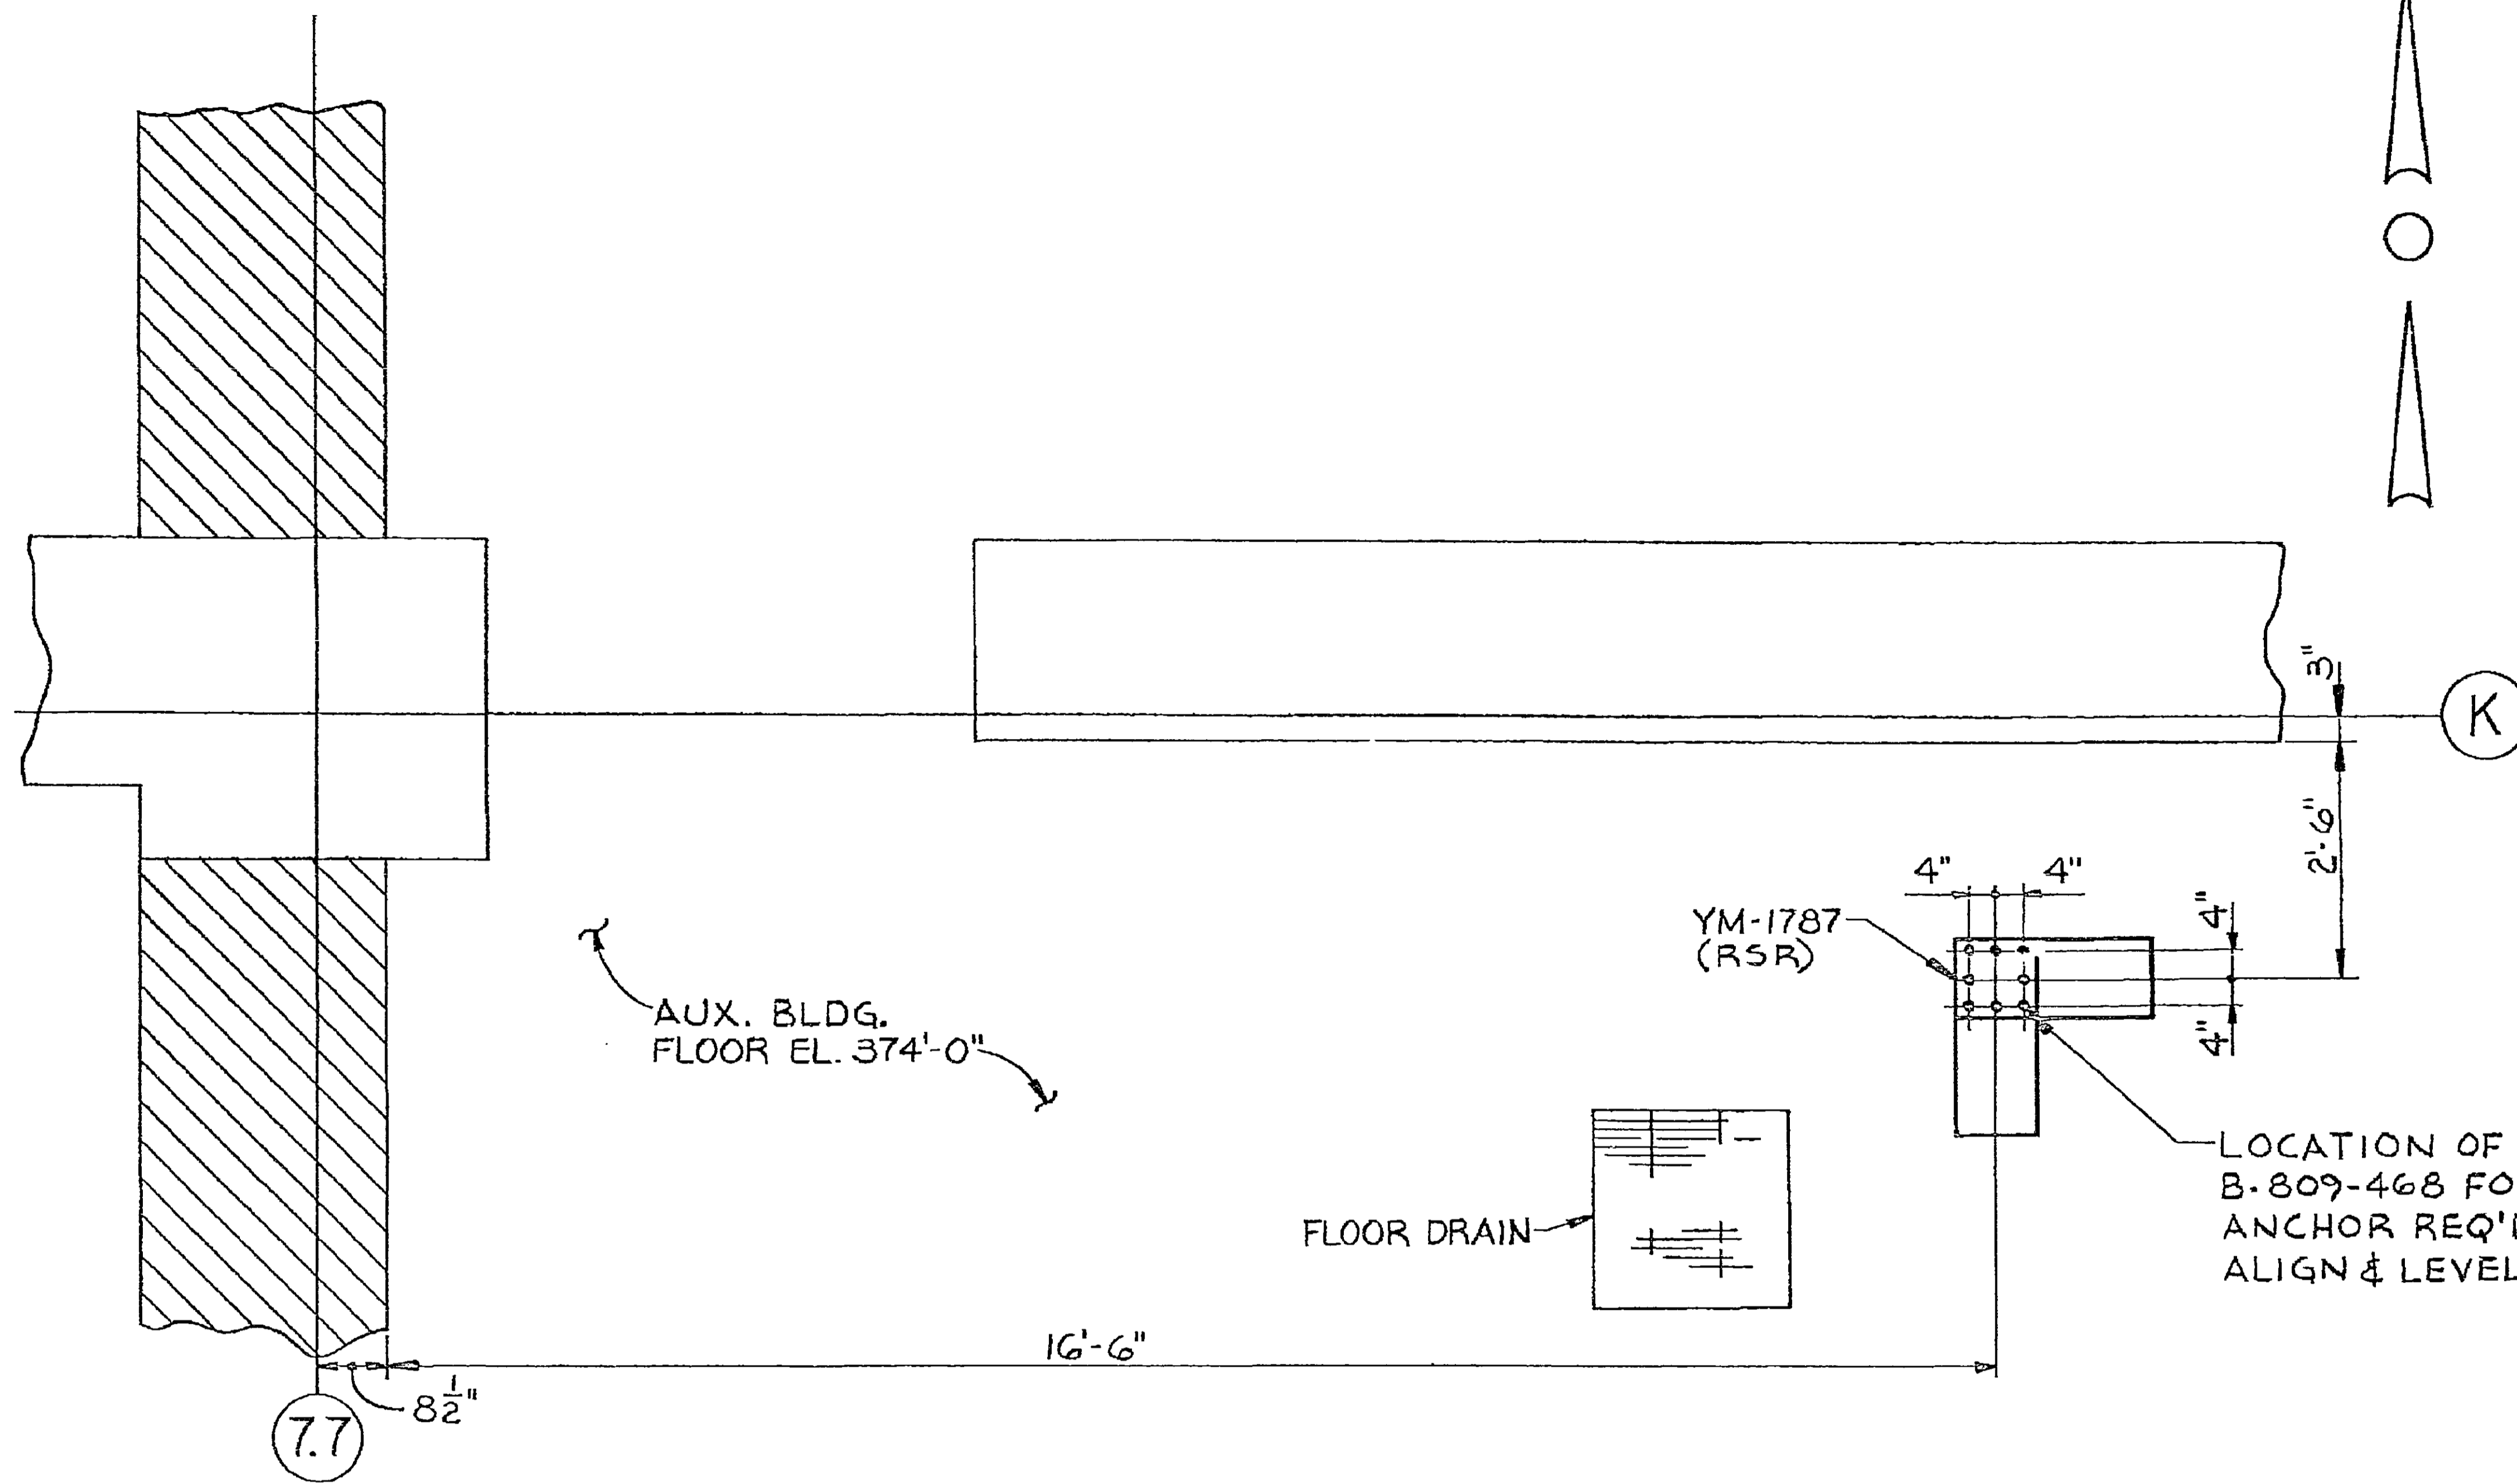 3"
K
2'-6"
4"
4"
4"
YM-1787
(RSR)
AUX. BLDG.
FLOOR EL. 374'-0"
4"
LOCATION OF
B-809-468 FO
ANCHOR REQ'
ALIGN & LEVEL
FLOOR DRAIN
16'-6"
8 1/2"
7.7